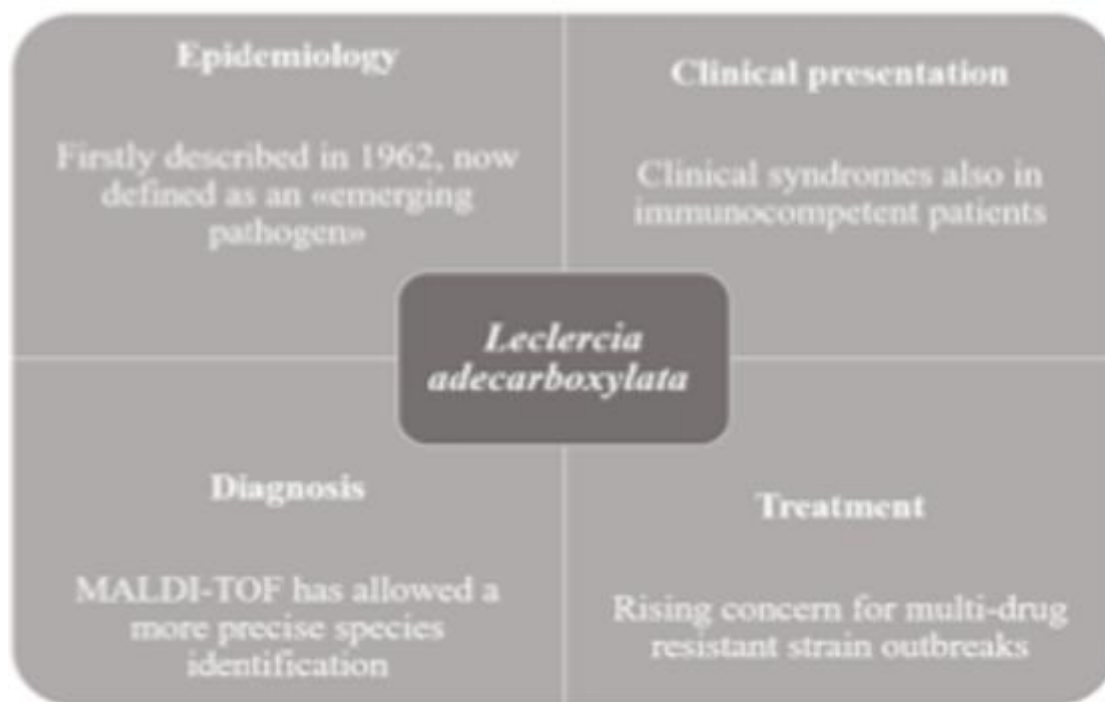 Epidemiology
Firstly described in 1962, now
defined as an «emerging
pathogen»
Clinical presentation
Clinical syndromes also in
immunocompetent patients
Leclercia
adecarboxylata
Diagnosis
MALDI-TOF has allowed a
more precise species
identification
Treatment
Rising concern for multi-drug
resistant strain outbreaks